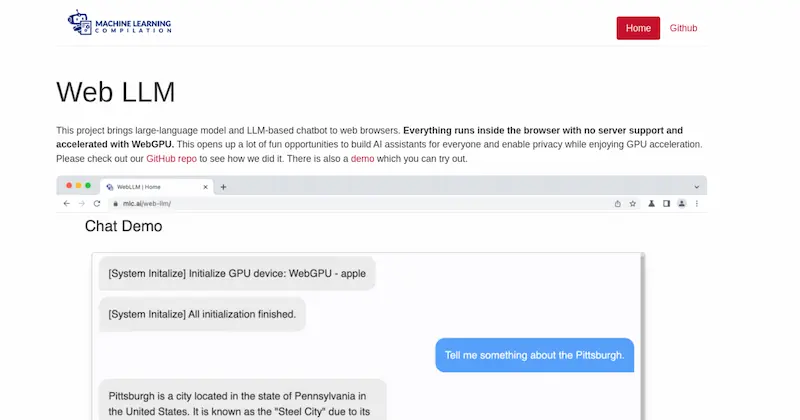 MACHINE LEARNING
COMPILATION
Home
Github
Web LLM
This project brings large-language model and LLM-based chatbot to web browsers. Everything runs inside the browser with no server support and
accelerated with WebGPU. This opens up a lot of fun opportunities to build AI assistants for everyone and enable privacy while enjoying GPU acceleration.
Please check out our GitHub repo to see how we did it. There is also a demo which you can try out.
WebLLM | Home
mlc.ai/web-llm/
Chat Demo
[System Initalize] Initialize GPU device: WebGPU - apple
[System Initalize] All initialization finished.
Tell me something about the Pittsburgh.
Pittsburgh is a city located in the state of Pennsylvania in
the United States. It is known as the "Steel City" due to its